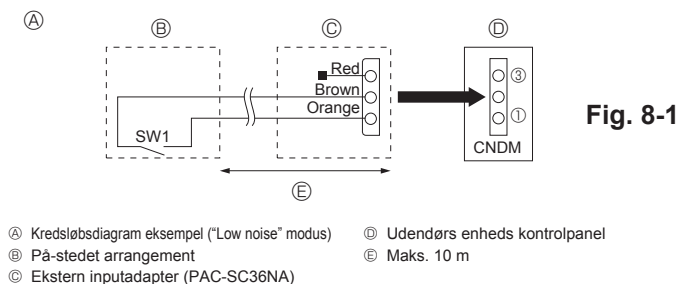 Ⓐ
Ⓑ
Ⓒ
Ⓓ
Red
Brown
Orange
SW1
③
①
CNDM
Ⓔ
Fig. 8-1
Ⓐ Kredsløbsdiagram eksempel ("Low noise" modus)
Ⓑ På-stedet arrangement
Ⓒ Ekstern inputadapter (PAC-SC36NA)
Ⓓ Udendørs enheds kontrolpanel
Ⓔ Maks. 10 m